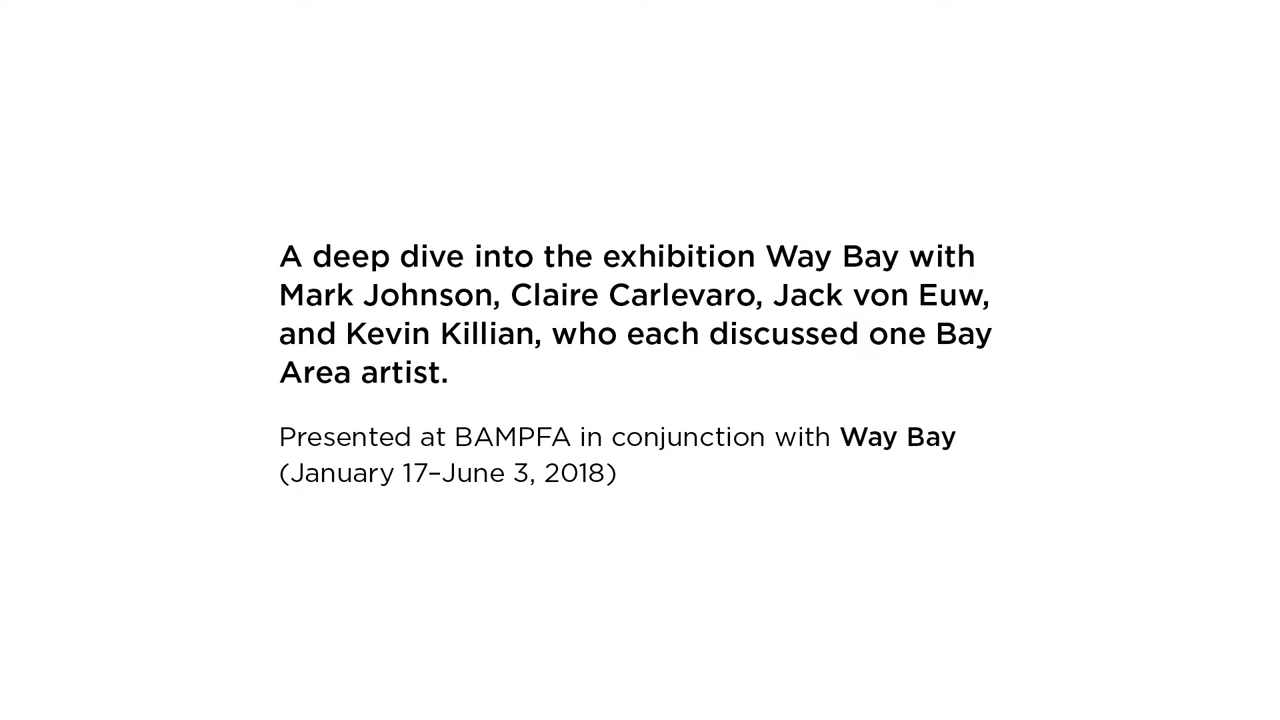 A deep dive into the exhibition Way Bay with
Mark Johnson, Claire Carlevaro, Jack von Euw,
and Kevin Killian, who each discussed one Bay
Area artist.
Presented at BAMPFA in conjunction with Way Bay
(January 17–June 3, 2018)